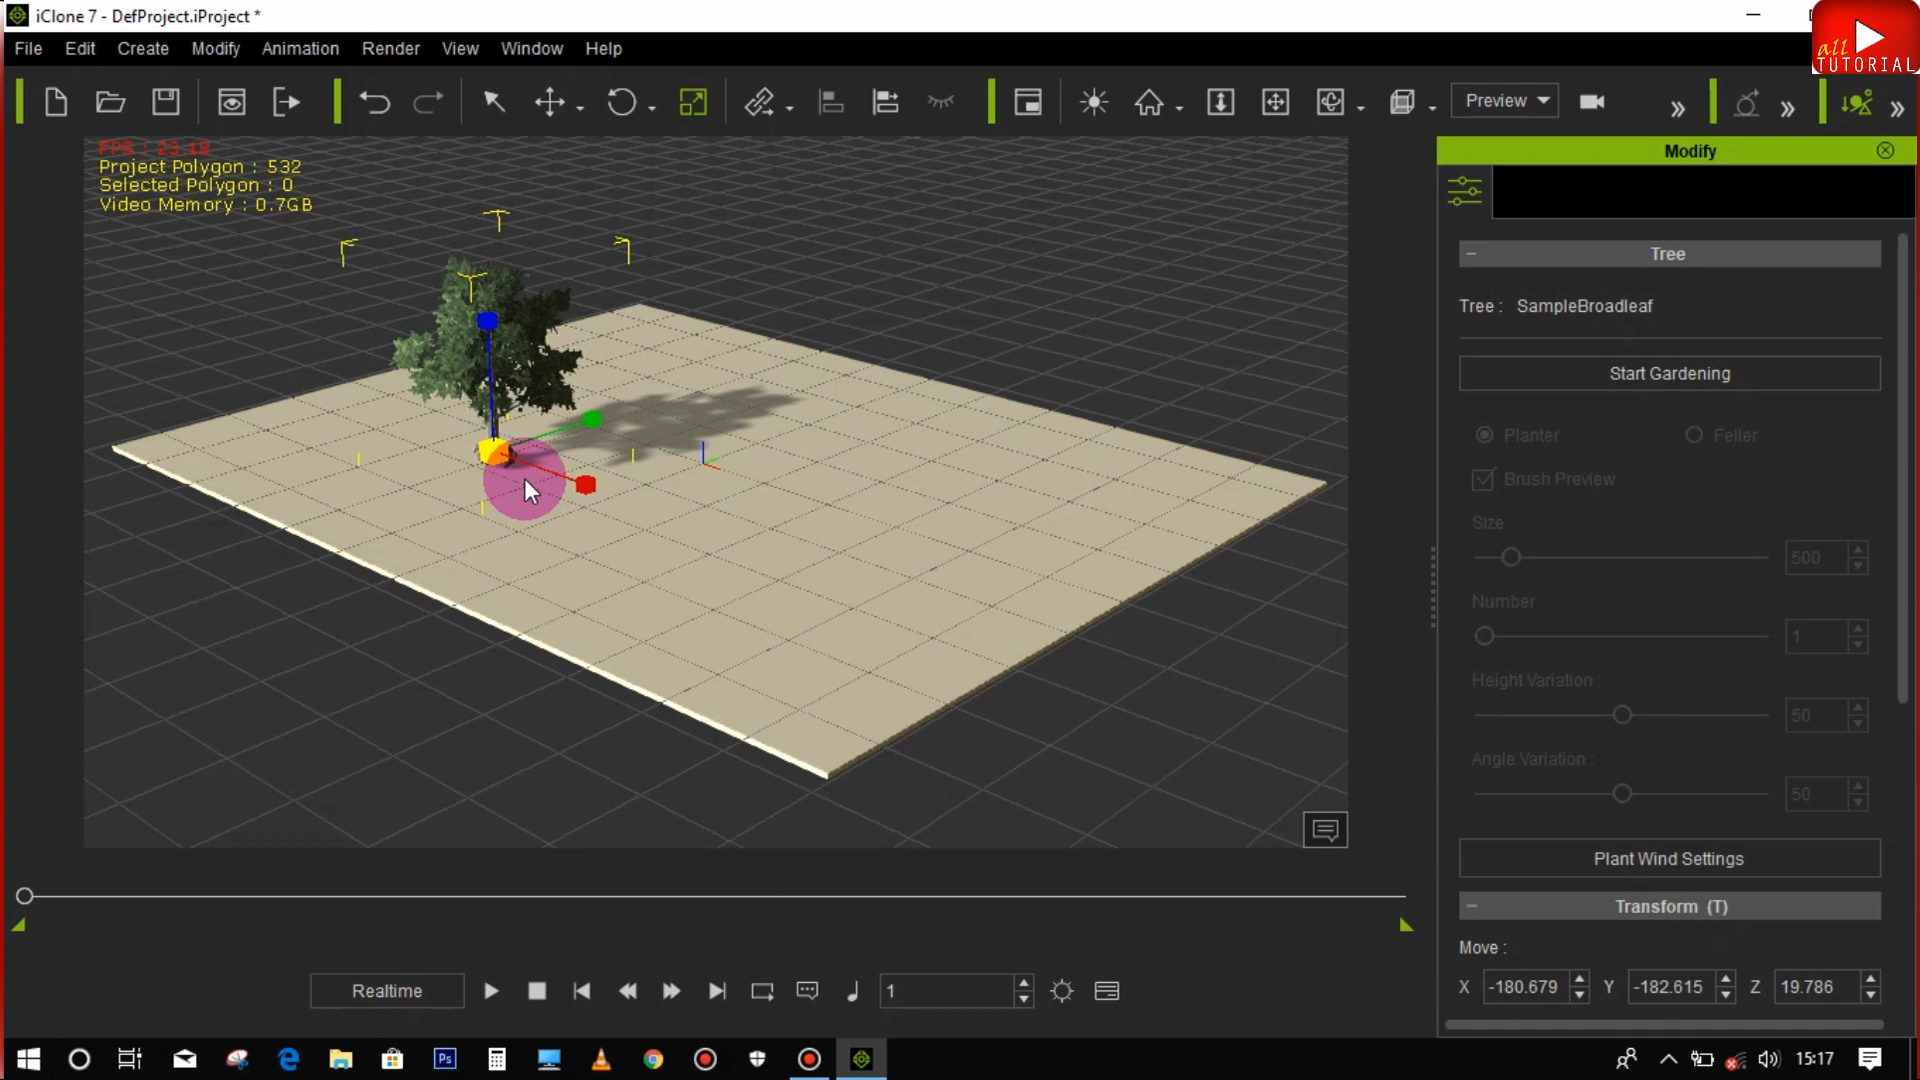 iClone 7 - DefProject.iProject *
all
TUTORIAL
File Edit Create Modify Animation Render View Window Help
Preview
FPS : 23.18
Project Polygon : 532
Selected Polygon : 0
Video Memory : 0.7GB
Modify
Tree
Tree : SampleBroadleaf
Start Gardening
Planter Feller
Brush Preview
Size
500
Number
1
Height Variation :
50
Angle Variation :
50
Plant Wind Settings
Transform (T)
Move :
X -180.679 Y -182.615 Z 19.786
Realtime
1
Ps
15:17